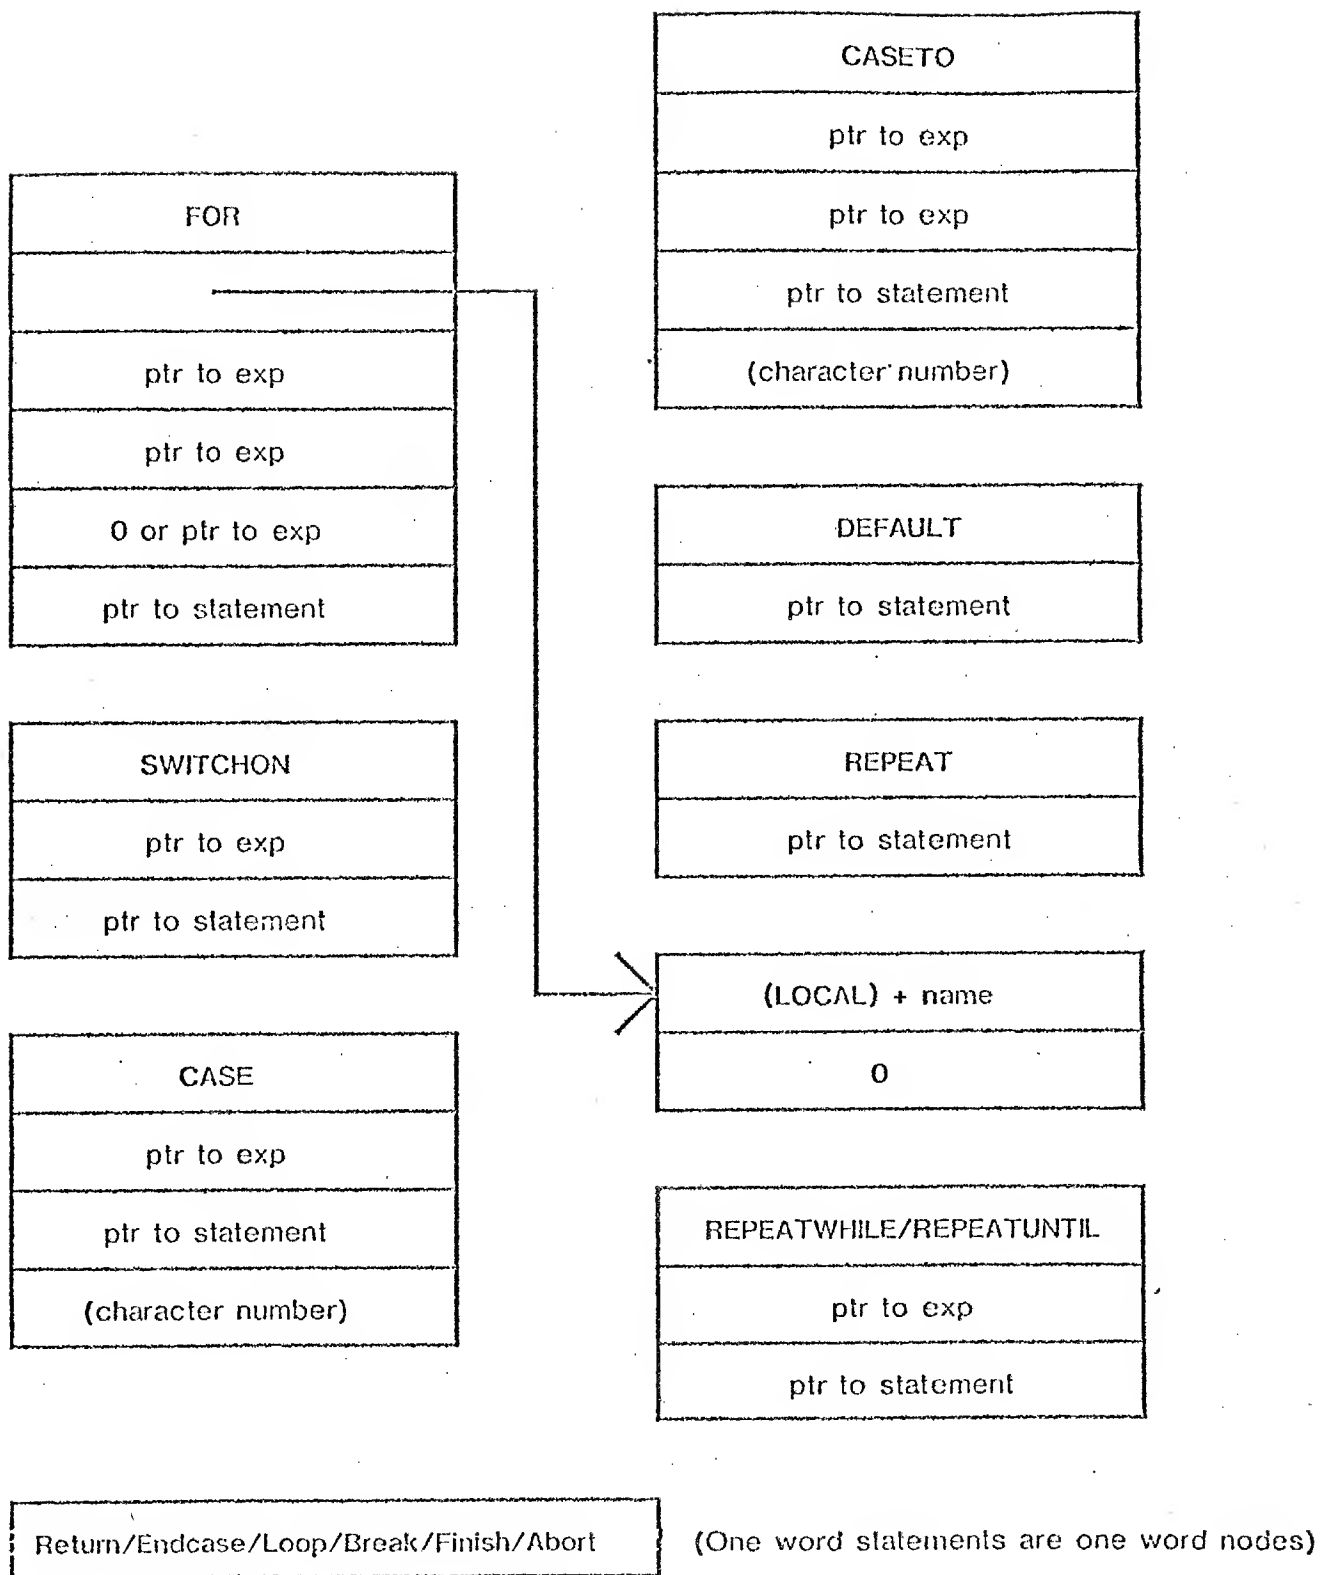 FOR
ptr to exp
ptr to exp
0 or ptr to exp
ptr to statement
SWITCHON
ptr to exp
ptr to statement
CASE
ptr to exp
ptr to statement
(character number)
CASETO
ptr to exp
ptr to exp
ptr to statement
(character number)
DEFAULT
ptr to statement
REPEAT
ptr to statement
(LOCAL) + name
0
REPEATWHILE/REPEATUNTIL
ptr to exp
ptr to statement
Return/Endcase/Loop/Break/Finish/Abort
(One word statements are one word nodes)